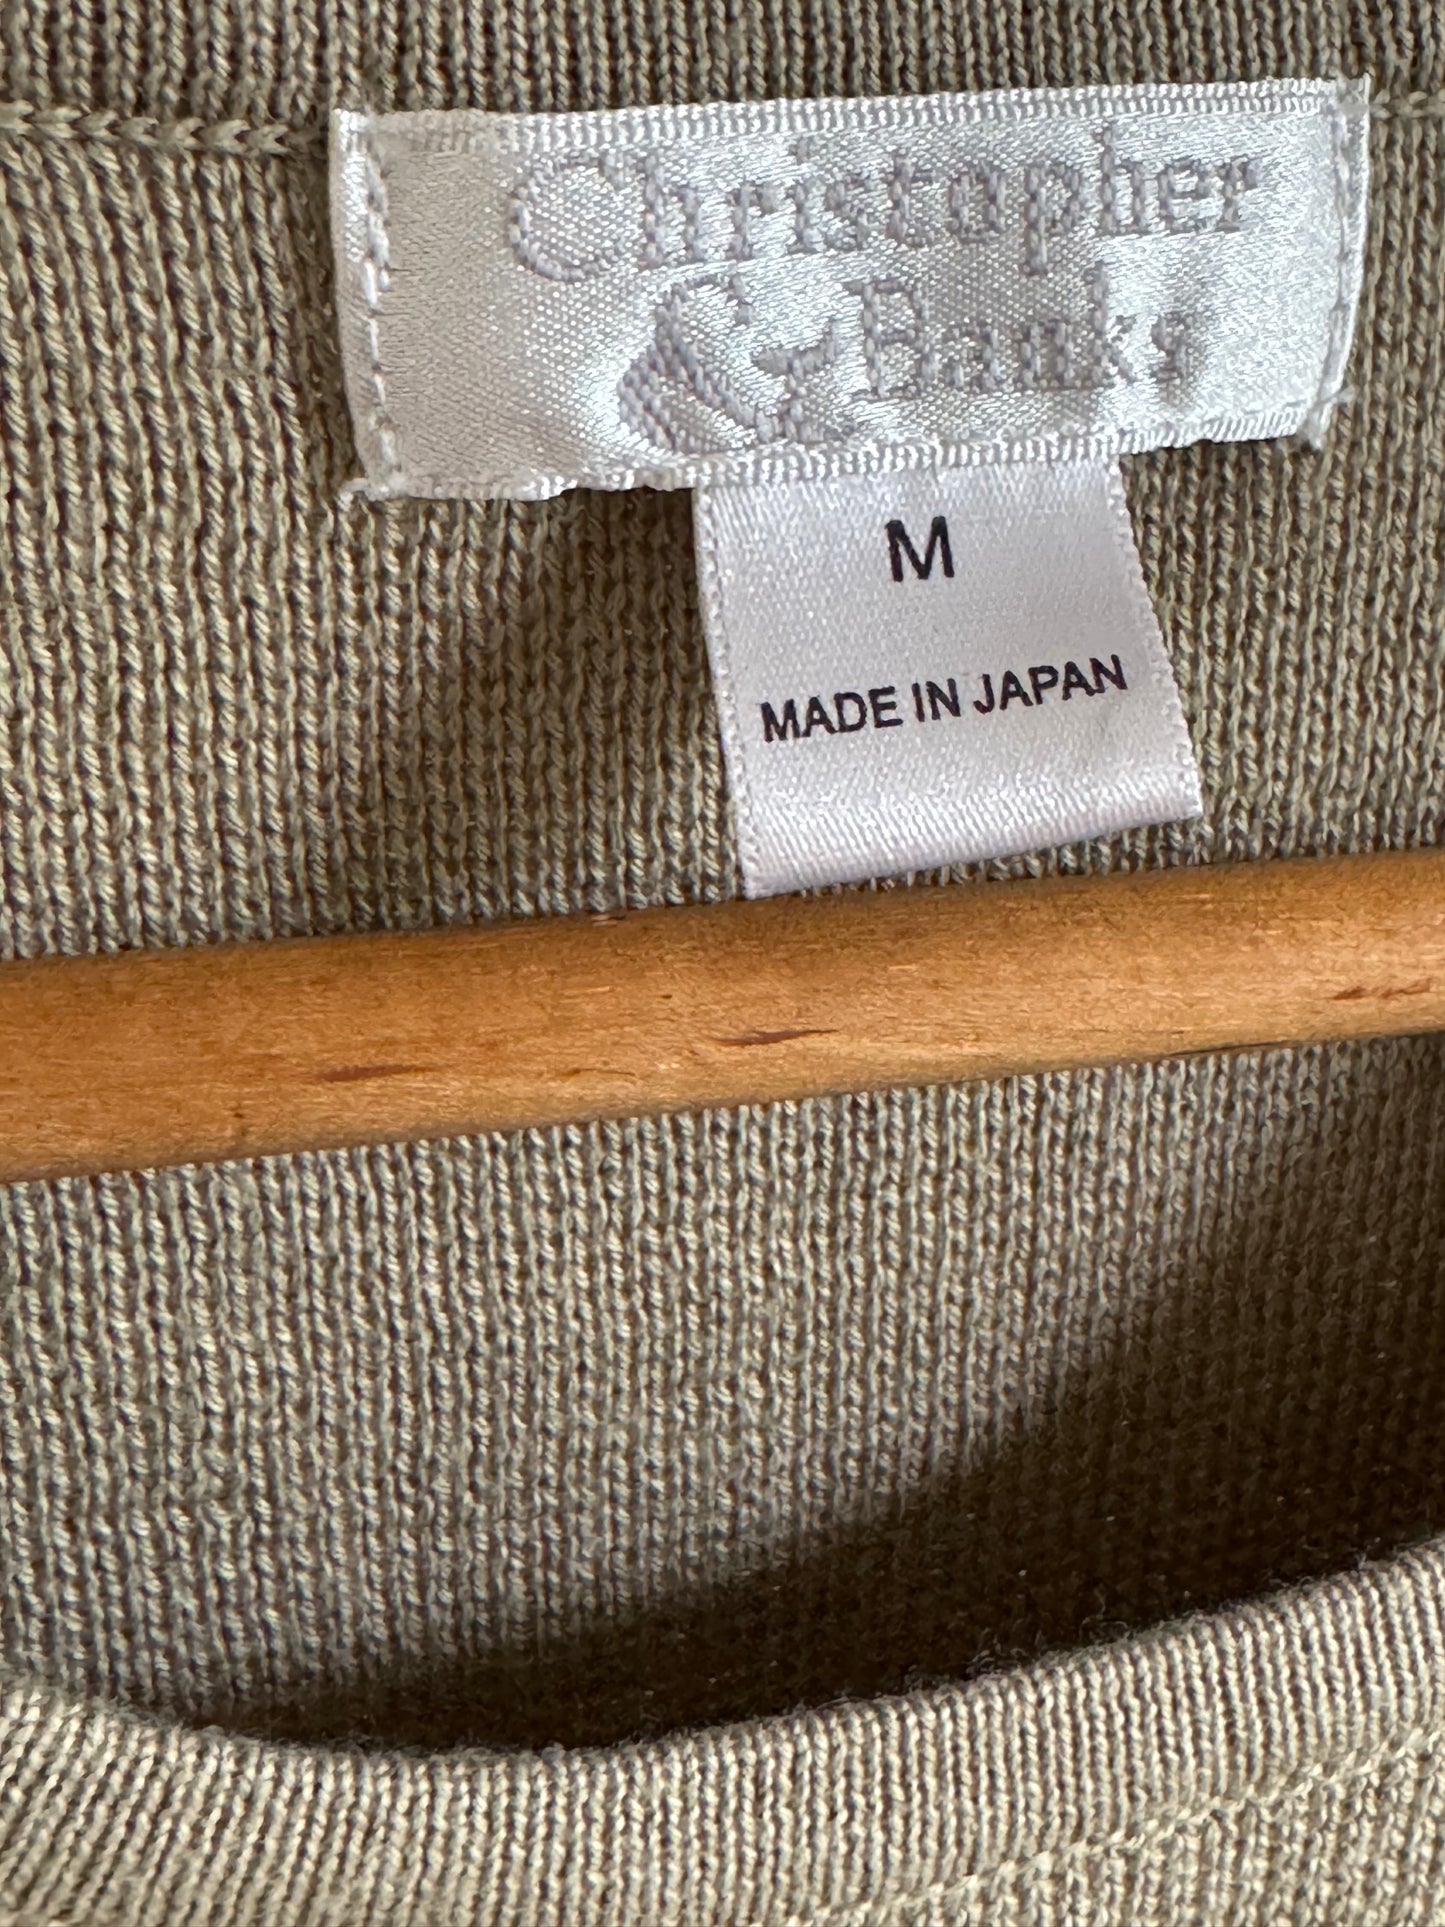 Christopher
& Banks
M
MADE IN JAPAN